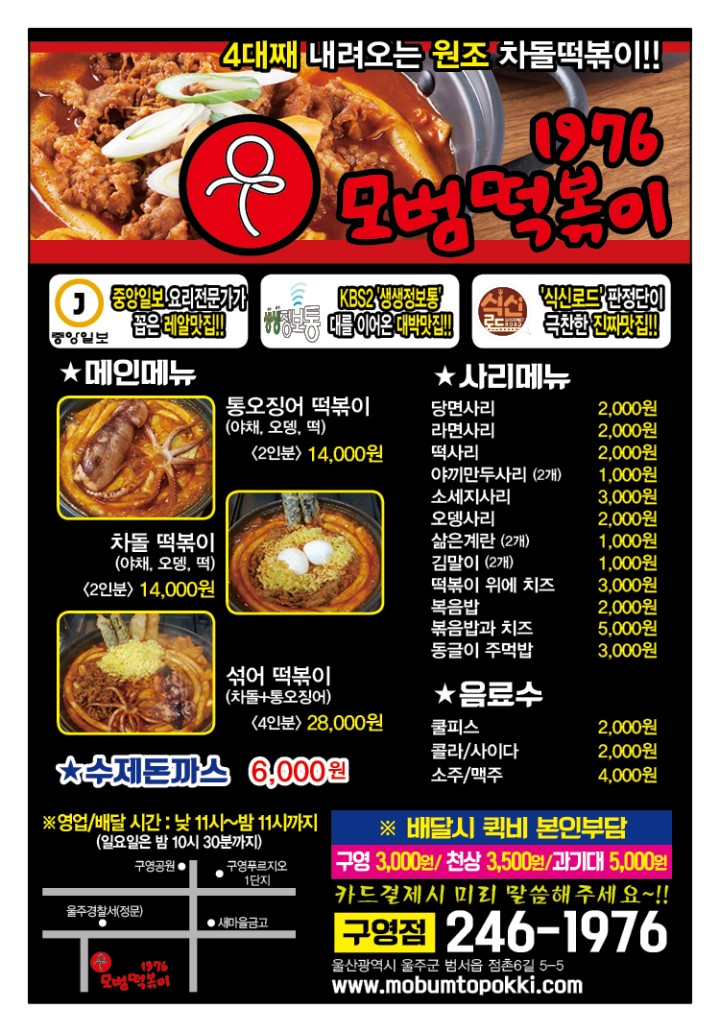 4대째 내려오는 원조 차돌떡볶이!!
1976
모범떡볶이
중앙일보 요리전문가가
꼽은 레알맛집!!
J
중앙일보
KBS2 '생생정보통'
대를 이어온 대박맛집!!
생생정보통
'식신로드' 판정단이
극찬한 진짜맛집!!
식신
로드
GOURMET ROAD
★메인메뉴
통오징어 떡볶이
(야채, 오뎅, 떡)
〈2인분〉 14,000원
차돌 떡볶이
(야채, 오뎅, 떡)
〈2인분〉 14,000원
섞어 떡볶이
(차돌+통오징어)
〈4인분〉 28,000원
★수제돈까스 6,000원
★사리메뉴
당면사리 2,000원
라면사리 2,000원
떡사리 2,000원
야끼만두사리 (2개) 1,000원
소세지사리 3,000원
오뎅사리 2,000원
삶은계란 (2개) 1,000원
김말이 (2개) 1,000원
떡볶이 위에 치즈 3,000원
복음밥 2,000원
볶음밥과 치즈 5,000원
동글이 주먹밥 3,000원
★음료수
쿨피스 2,000원
콜라/사이다 2,000원
소주/맥주 4,000원
※영업/배달 시간 : 낮 11시~밤 11시까지
(일요일은 밤 10시 30분까지)
구영공원
구영푸르지오
1단지
울주경찰서(정문)
새마을금고
1976
모범떡볶이
※ 배달시 퀵비 본인부담
구영 3,000원/ 천상 3,500원/과기대 5,000원
카드결제시 미리 말씀해주세요~!!
구영점 246-1976
울산광역시 울주군 범서읍 점촌6길 5-5
www.mobumtopokki.com